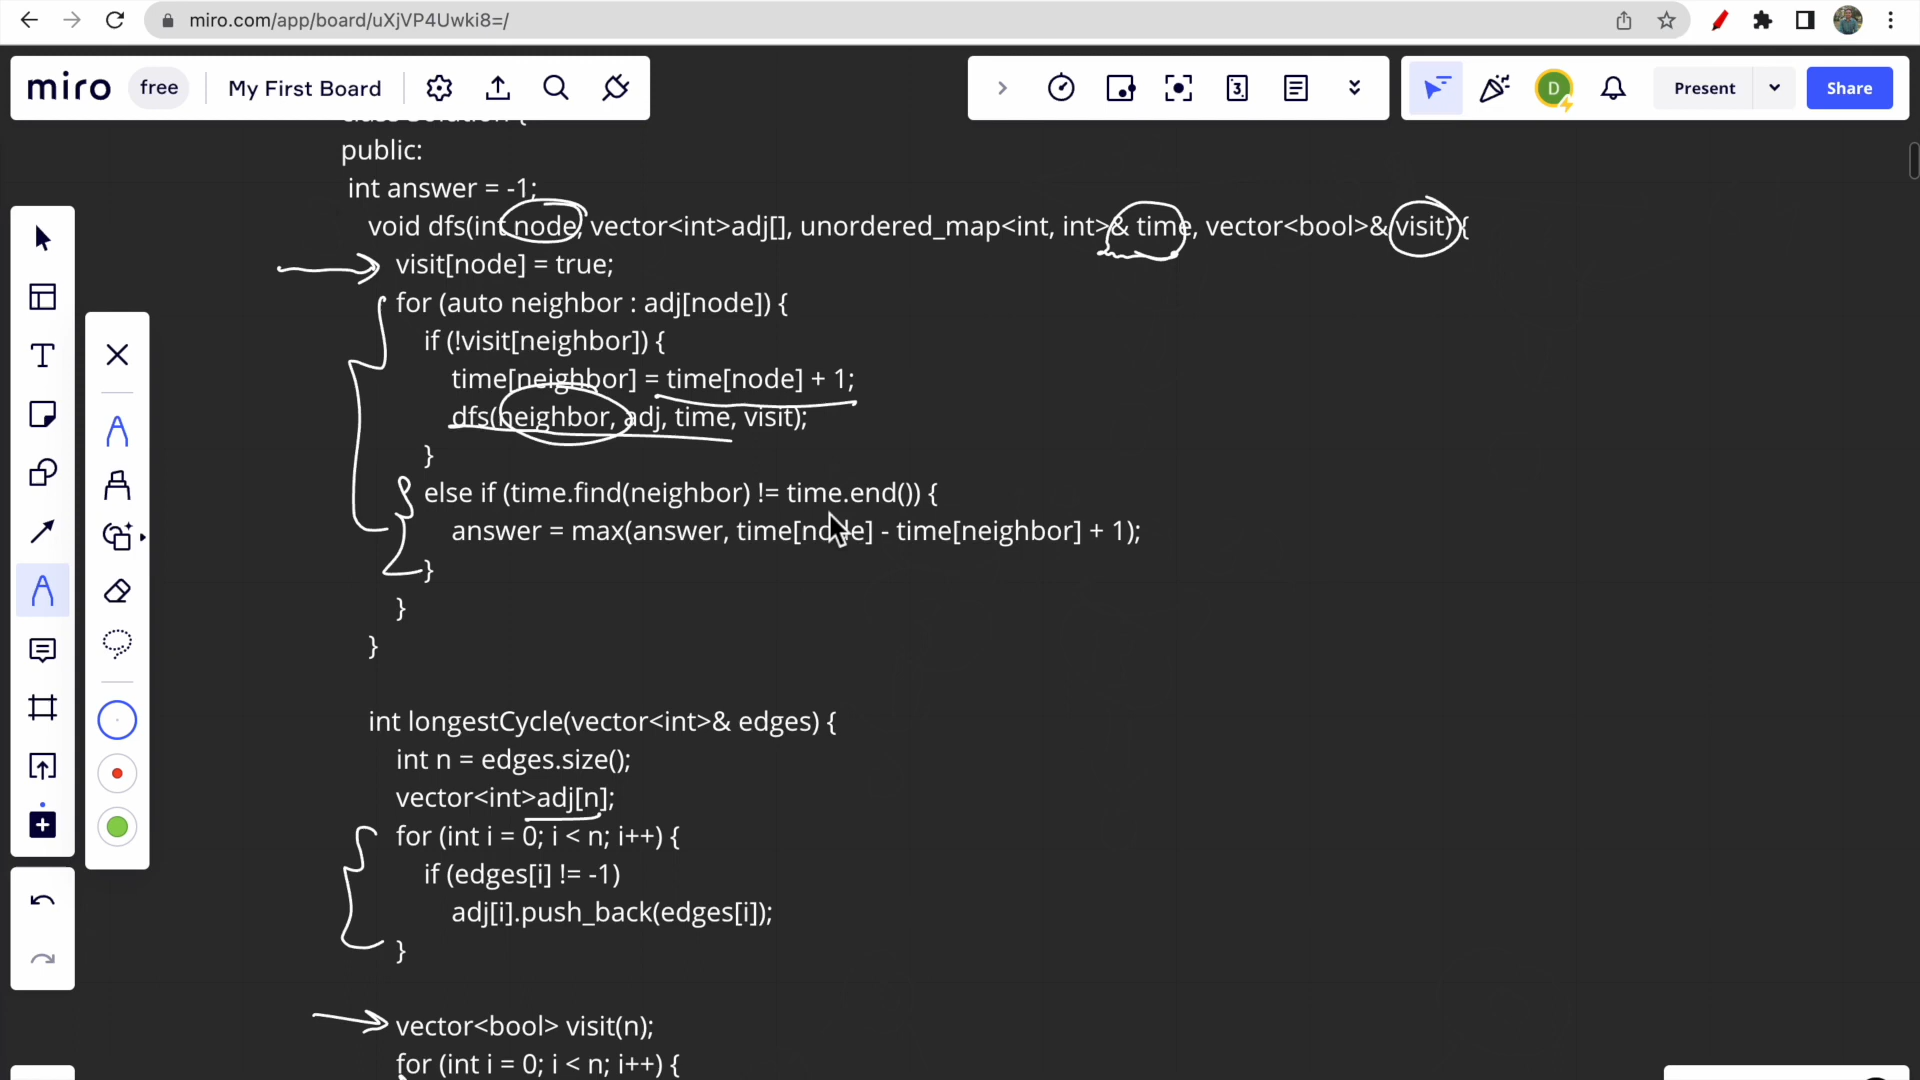 miro.com/app/board/uXjVP4Uwki8=/
miro free My First Board
3
D
Present
Share
class Solution {
public:
int answer = -1;
void dfs(int node, vector<int>adj[], unordered_map<int, int>& time, vector<bool>& visit) {
visit[node] = true;
for (auto neighbor : adj[node]) {
if (!visit[neighbor]) {
time[neighbor] = time[node] + 1;
dfs(neighbor, adj, time, visit);
}
else if (time.find(neighbor) != time.end()) {
answer = max(answer, time[node] - time[neighbor] + 1);
}
}
}
int longestCycle(vector<int>& edges) {
int n = edges.size();
vector<int>adj[n];
for (int i = 0; i < n; i++) {
if (edges[i] != -1)
adj[i].push_back(edges[i]);
}
vector<bool> visit(n);
for (int i = 0; i < n; i++) {